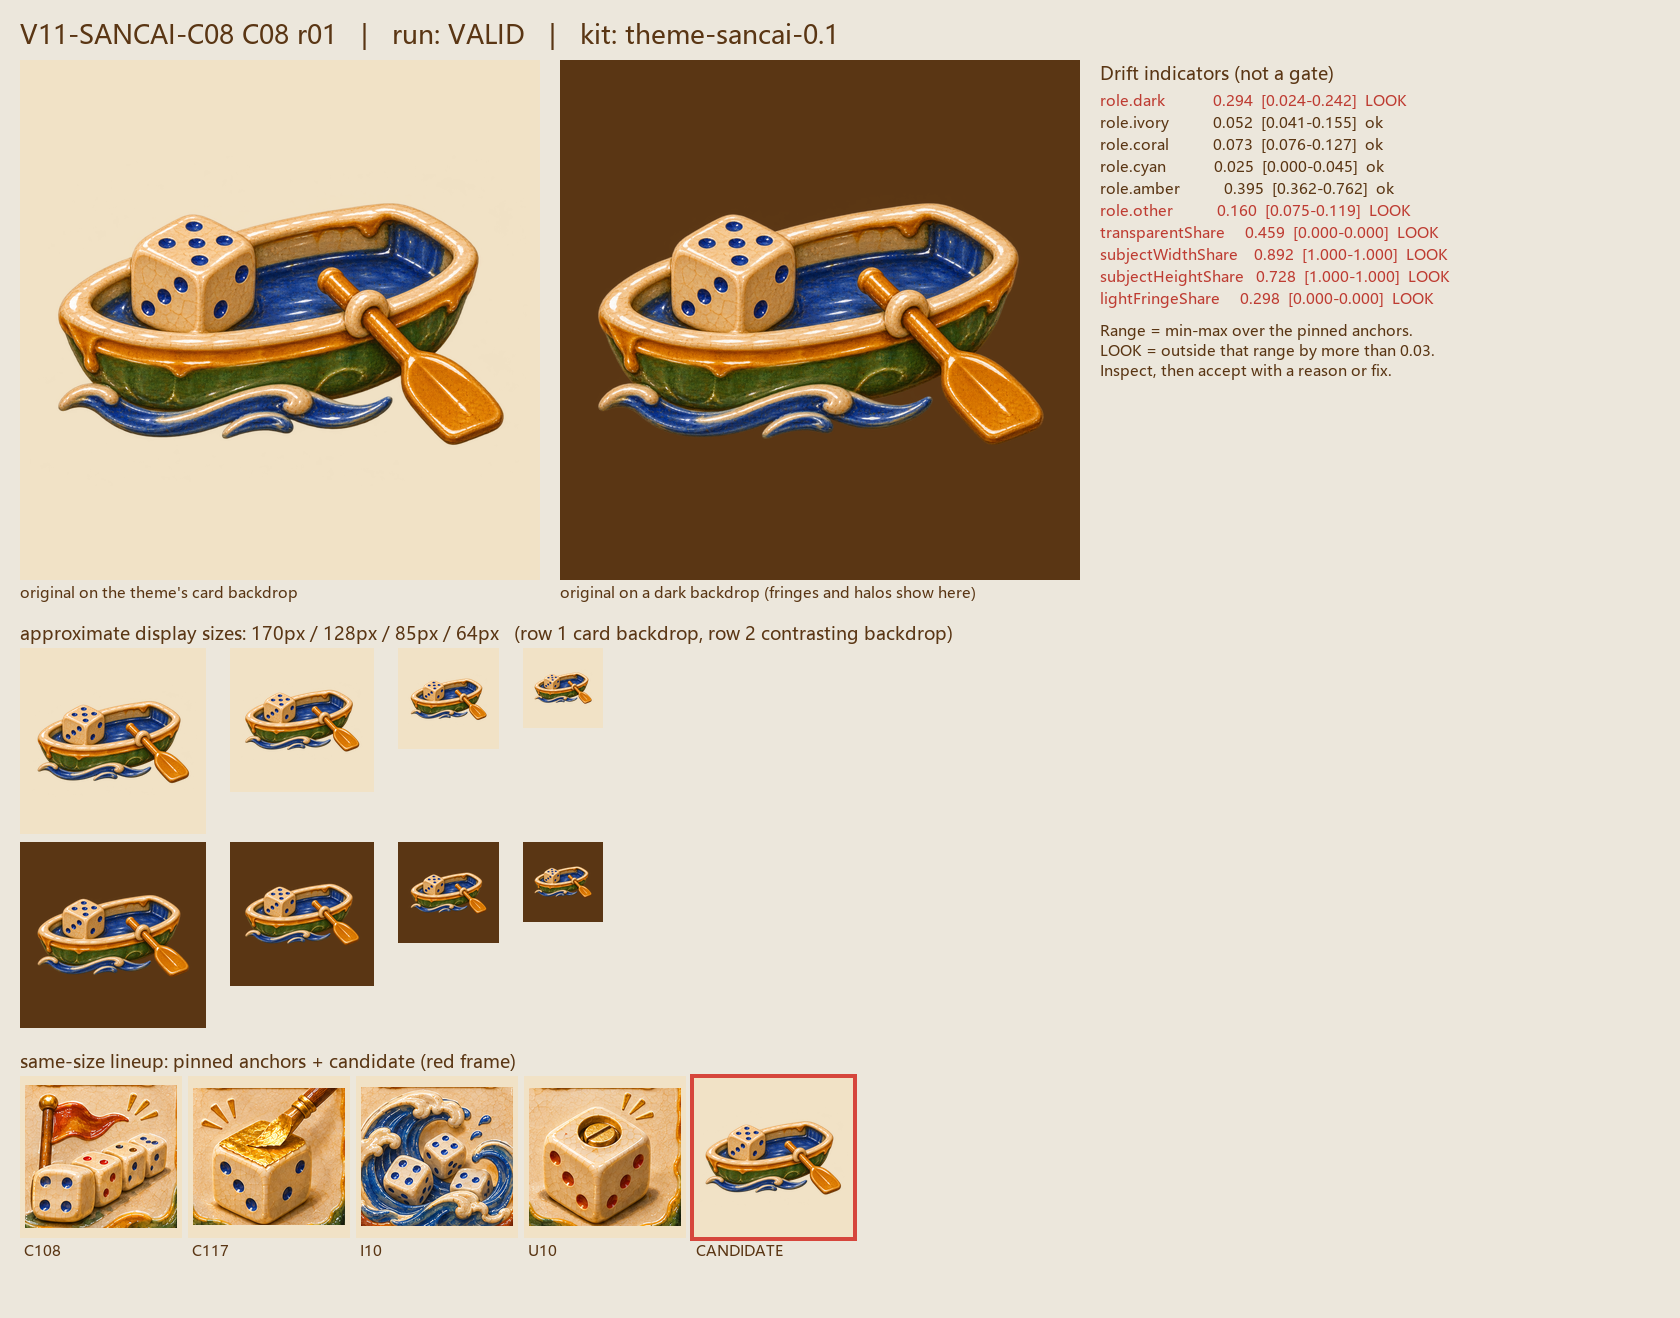 V11-SANCAI-C08 C08 r01 | run: VALID | kit: theme-sancai-0.1
Drift indicators (not a gate)
role.dark 0.294 [0.024-0.242] LOOK
role.ivory 0.052 [0.041-0.155] ok
role.coral 0.073 [0.076-0.127] ok
role.cyan 0.025 [0.000-0.045] ok
role.amber 0.395 [0.362-0.762] ok
role.other 0.160 [0.075-0.119] LOOK
transparentShare 0.459 [0.000-0.000] LOOK
subjectWidthShare 0.892 [1.000-1.000] LOOK
subjectHeightShare 0.728 [1.000-1.000] LOOK
lightFringeShare 0.298 [0.000-0.000] LOOK
Range = min-max over the pinned anchors.
LOOK = outside that range by more than 0.03.
Inspect, then accept with a reason or fix.
original on the theme's card backdrop
original on a dark backdrop (fringes and halos show here)
approximate display sizes: 170px / 128px / 85px / 64px (row 1 card backdrop, row 2 contrasting backdrop)
same-size lineup: pinned anchors + candidate (red frame)
C108
C117
I10
U10
CANDIDATE